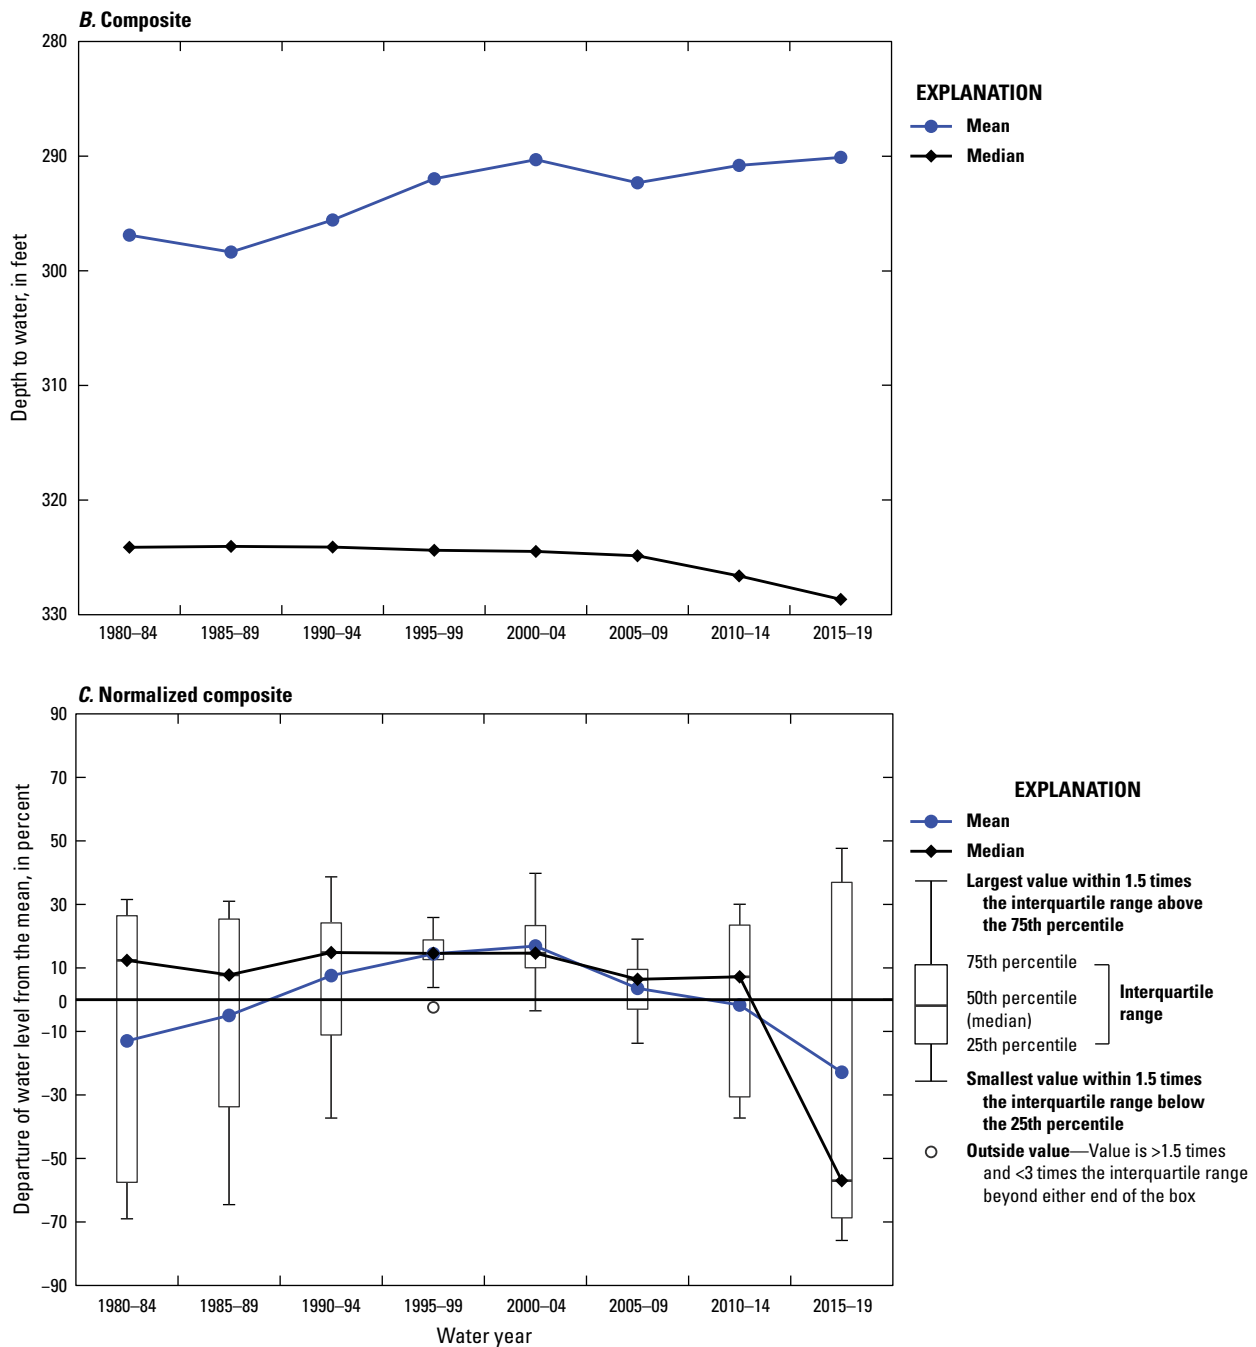 B. Composite
280
290
300
310
320
330
Depth to water, in feet
1980–84
1985–89
1990–94
1995–99
2000–04
2005–09
2010–14
2015–19
EXPLANATION
Mean
Median
C. Normalized composite
90
70
50
30
10
0
–10
–30
–50
–70
–90
Departure of water level from the mean, in percent
1980–84
1985–89
1990–94
1995–99
2000–04
2005–09
2010–14
2015–19
Water year
EXPLANATION
Mean
Median
Largest value within 1.5 times
the interquartile range above
the 75th percentile
75th percentile
50th percentile
(median)
25th percentile
Interquartile
range
Smallest value within 1.5 times
the interquartile range below
the 25th percentile
Outside value—Value is >1.5 times
and <3 times the interquartile range
beyond either end of the box